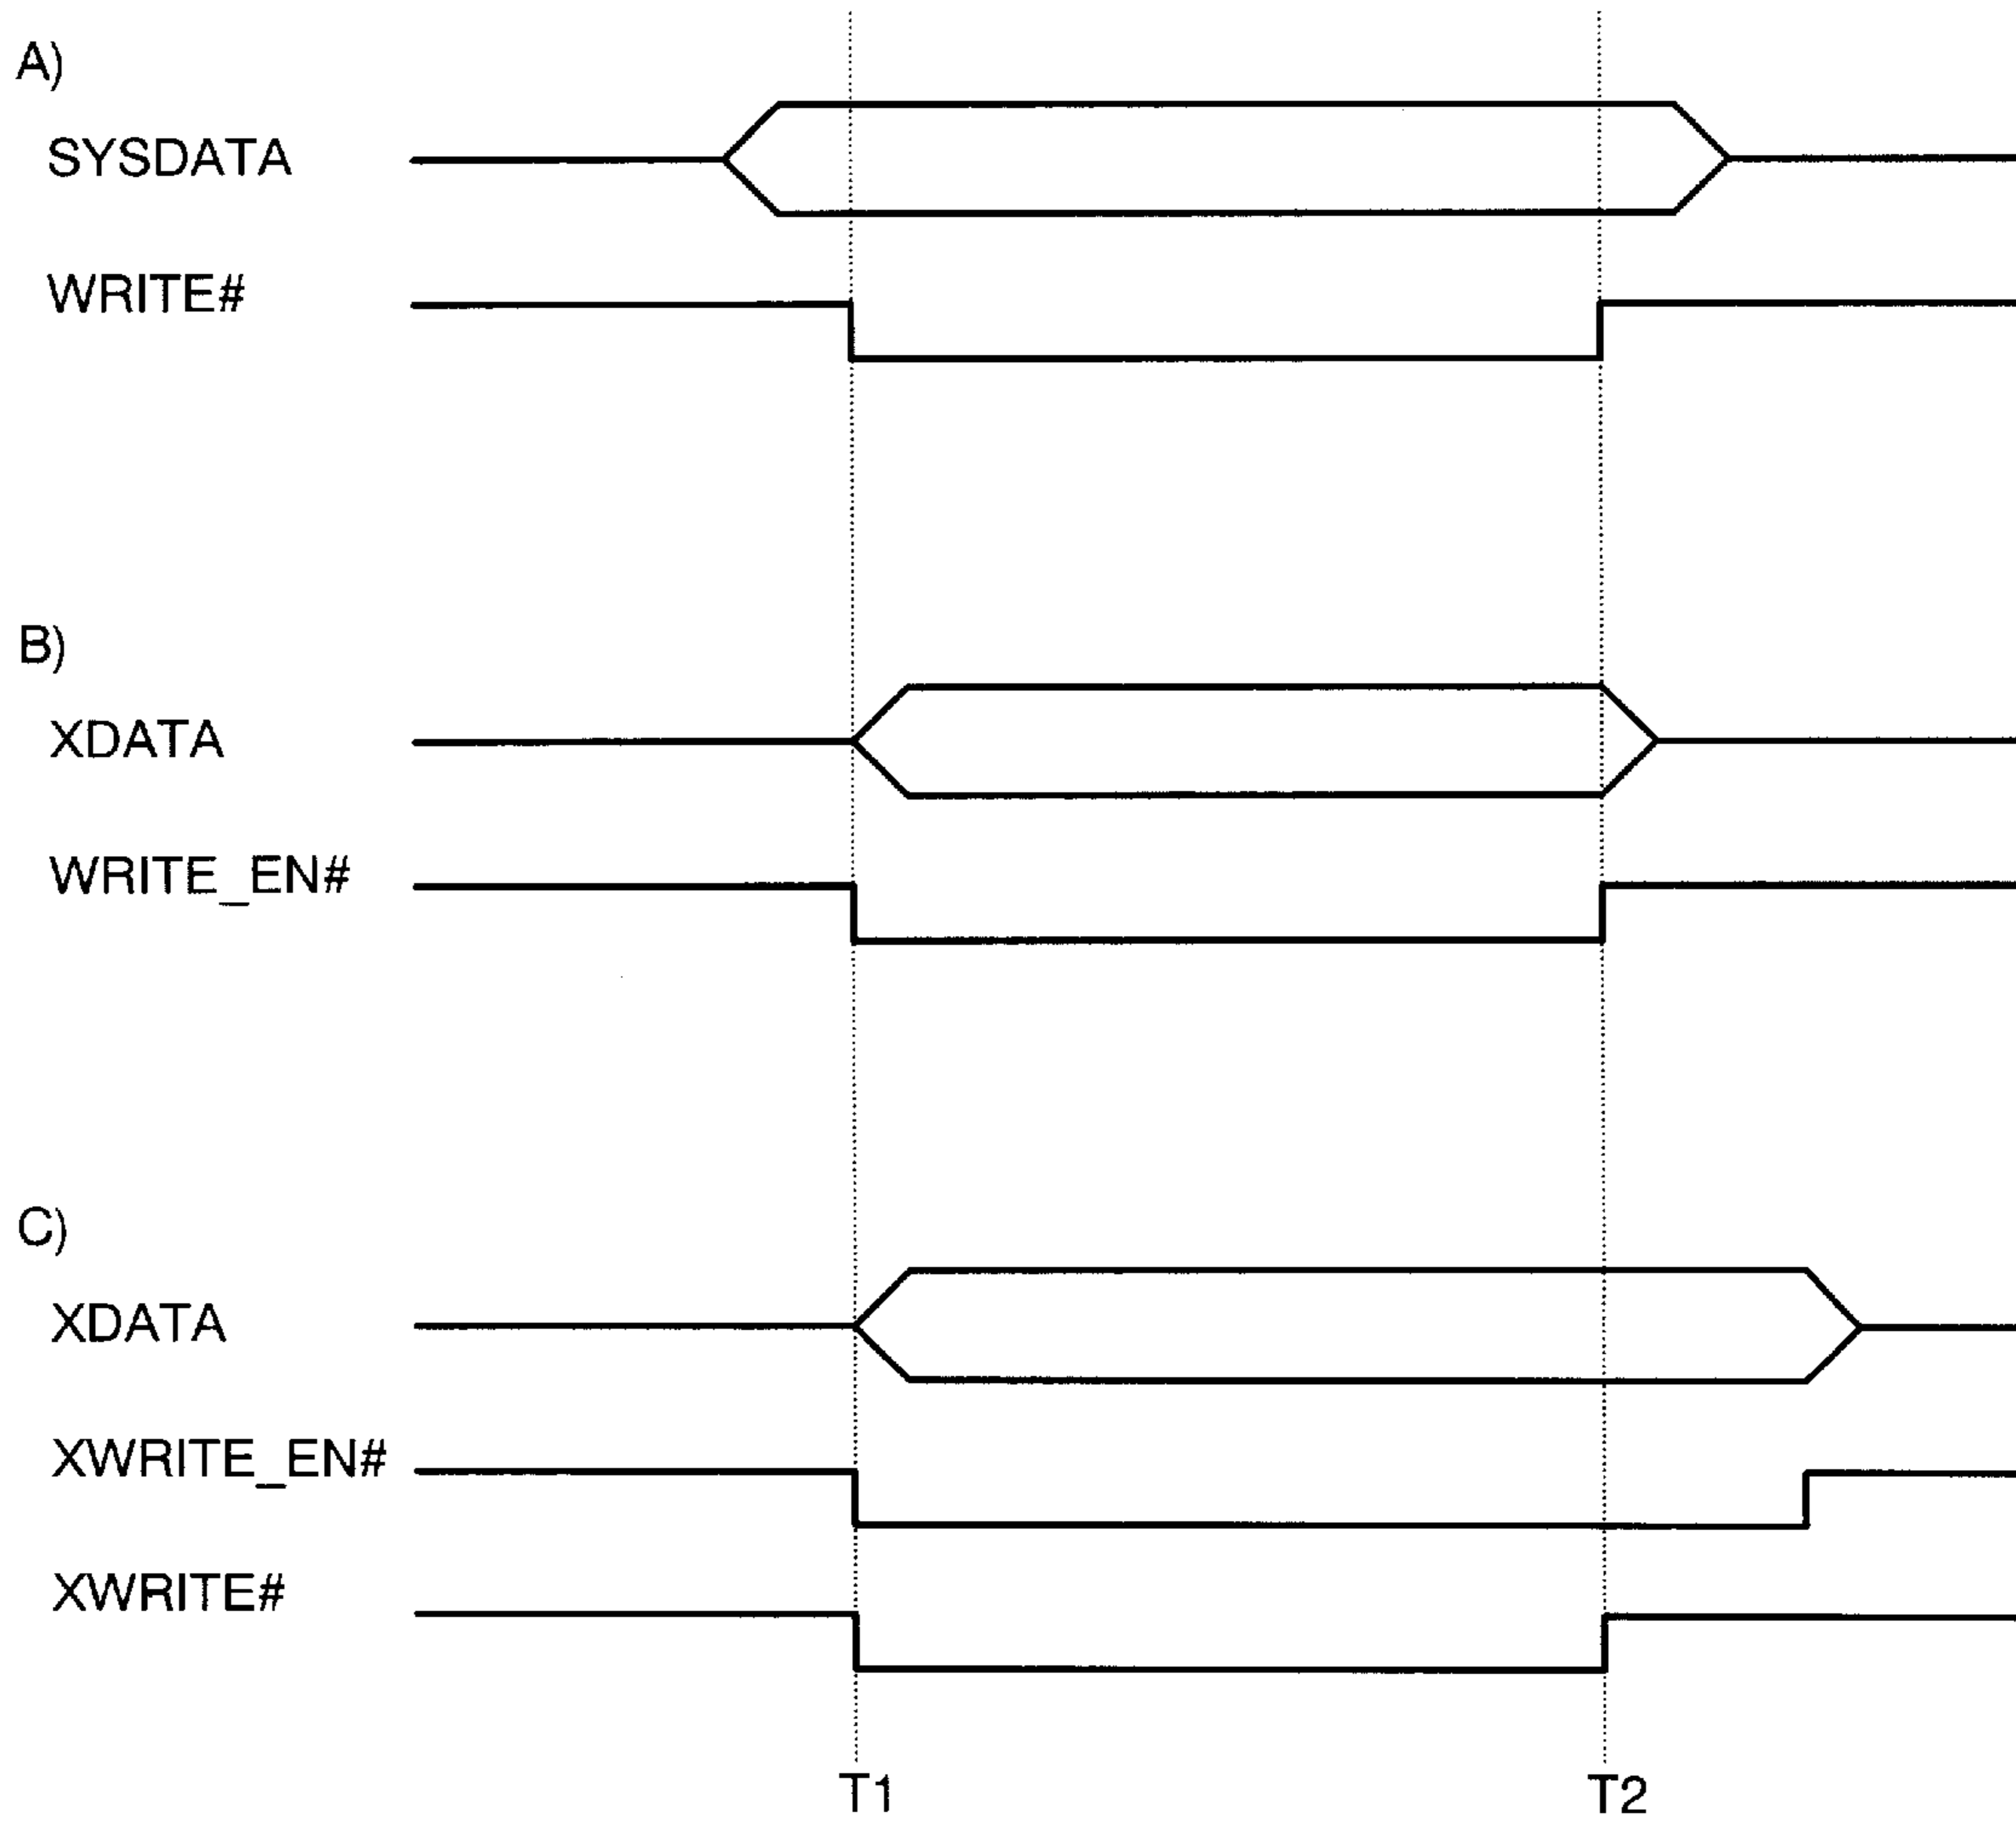 A)
SYSDATA
WRITE#
B)
XDATA
WRITE_EN#
C)
XDATA
XWRITE_EN#
XWRITE#
T1 T2